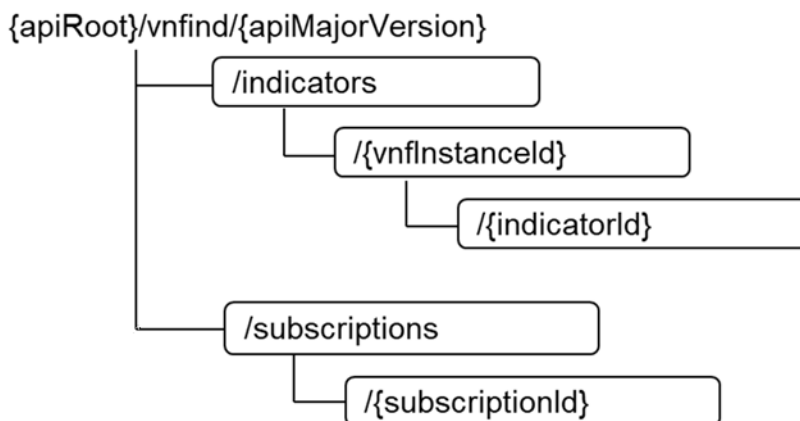 {apiRoot}/vnfind/{apiMajorVersion}
/indicators
/{vnfInstanceId}
/{indicatorId}
/subscriptions
/{subscriptionId}